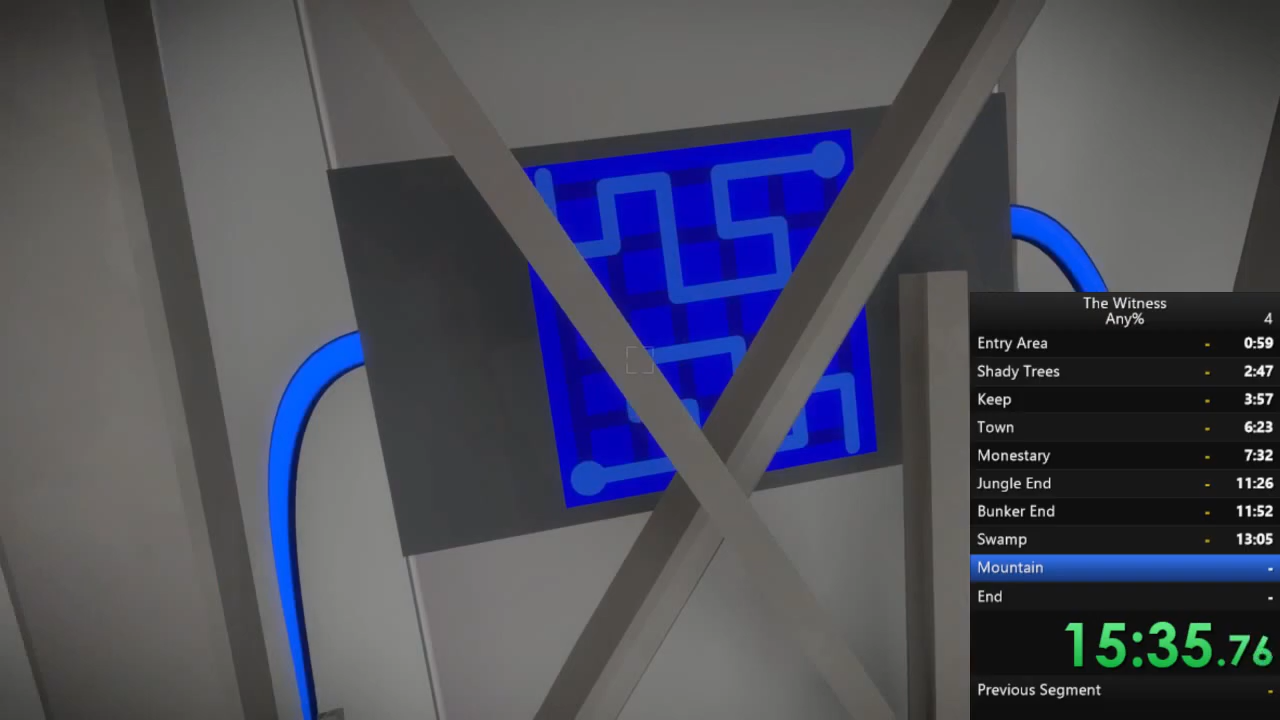 The Witness
Any% 4
Entry Area - 0:59
Shady Trees - 2:47
Keep - 3:57
Town - 6:23
Monestary - 7:32
Jungle End - 11:26
Bunker End - 11:52
Swamp - 13:05
Mountain -
End -
15:35.76
Previous Segment -